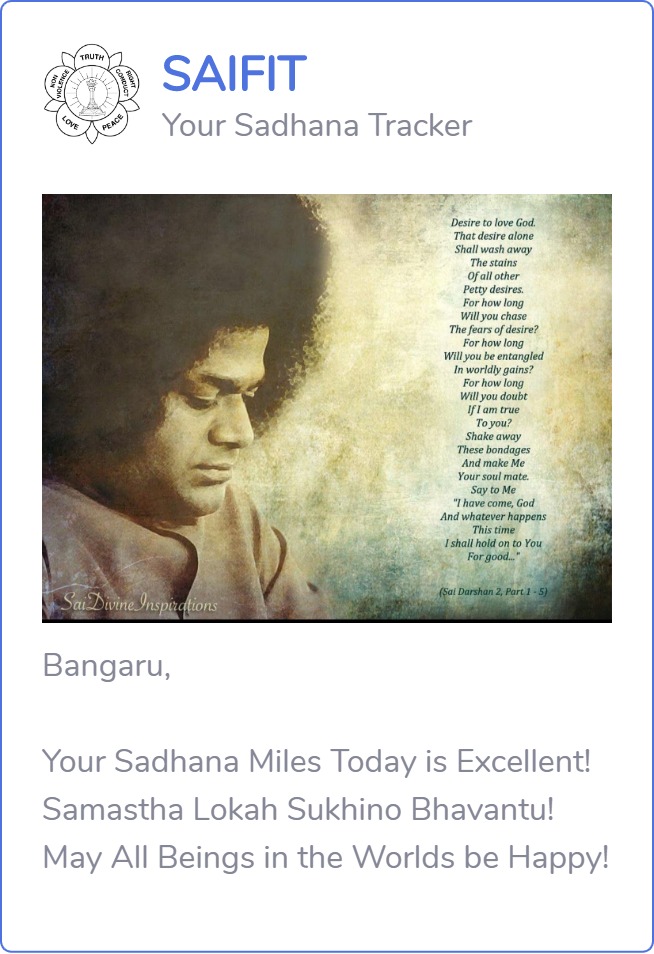 TRUTH
NON VIOLENCE
RIGHT CONDUCT
LOVE
PEACE
SAIFIT
Your Sadhana Tracker
Desire to love God.
That desire alone
Shall wash away
The stains
Of all other
Petty desires.
For how long
Will you chase
The fears of desire?
For how long
Will you be entangled
In worldly gains?
For how long
Will you doubt
If I am true
To you?
Shake away
These bondages
And make Me
Your soul mate.
Say to Me
"I have come, God
And whatever happens
This time
I shall hold on to You
For good..."
(Sai Darshan 2, Part 1 - 5)
SaiDivineInspirations
Bangaru,
Your Sadhana Miles Today is Excellent!
Samastha Lokah Sukhino Bhavantu!
May All Beings in the Worlds be Happy!